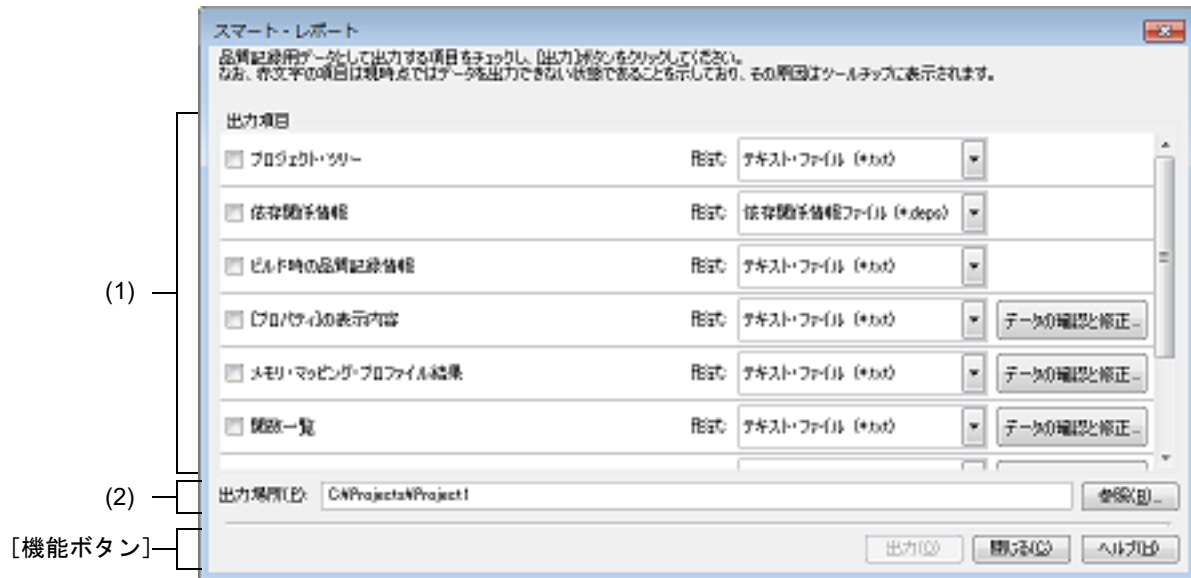 スマート・レポート
品質記録用データとして出力する項目をチェックし、[出力]ボタンをクリックしてください。
なお、赤文字の項目は現時点ではデータを出力できない状態であることを示しており、その原因はツールチップに表示されます。
出力項目
プロジェクト・ツリー 形式: テキスト・ファイル (*.txt)
依存関係情報 形式: 依存関係情報ファイル (*.deps)
(1)
ビルド時の品質記録情報 形式: テキスト・ファイル (*.txt)
[プロパティ]の表示内容 形式: テキスト・ファイル (*.txt) データの確認と修正...
メモリ・マッピング・プロファイル結果 形式: テキスト・ファイル (*.txt) データの確認と修正...
関数一覧 形式: テキスト・ファイル (*.txt) データの確認と修正...
(2)
出力場所(P): C:¥Projects¥Project1 参照(B)...
[機能ボタン]
出力(O) 閉じる(C) ヘルプ(H)